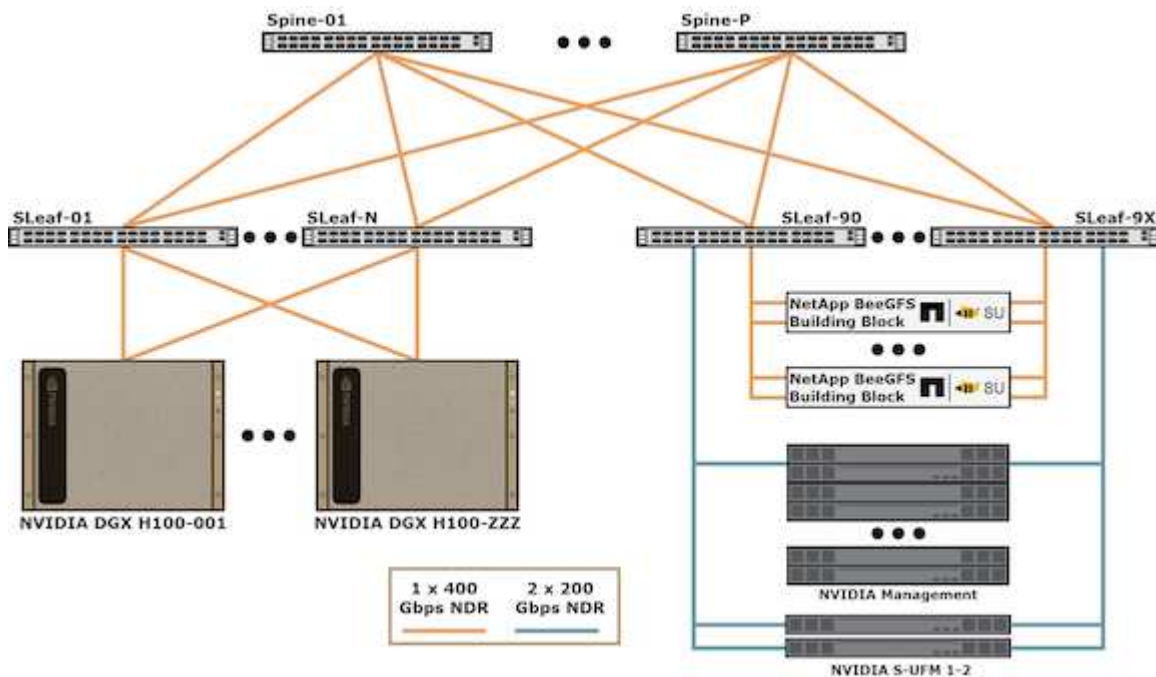 Spine-01
Spine-P
SLeaf-01
SLeaf-N
SLeaf-90
SLeaf-9X
NetApp BeeGFS
Building Block
SU
NetApp BeeGFS
Building Block
SU
NVIDIA DGX H100-001
NVIDIA DGX H100-ZZZ
1 x 400
Gbps NDR
2 x 200
Gbps NDR
NVIDIA Management
NVIDIA S-UFM 1-2